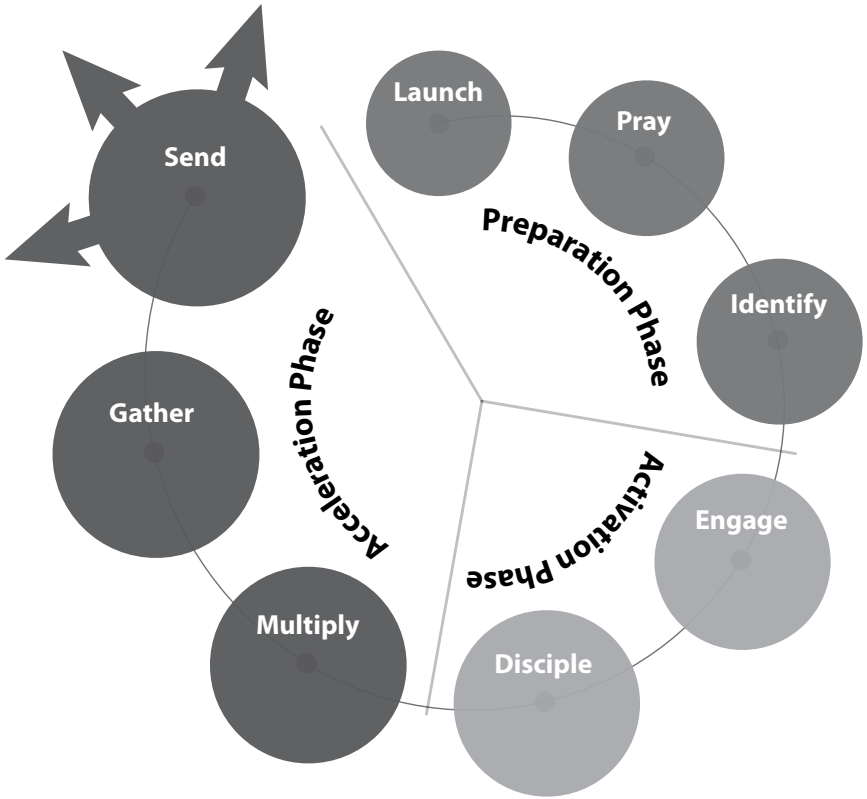 Launch
Pray
Identify
Preparation Phase
Engage
Disciple
Activation Phase
Multiply
Gather
Send
Acceleration Phase